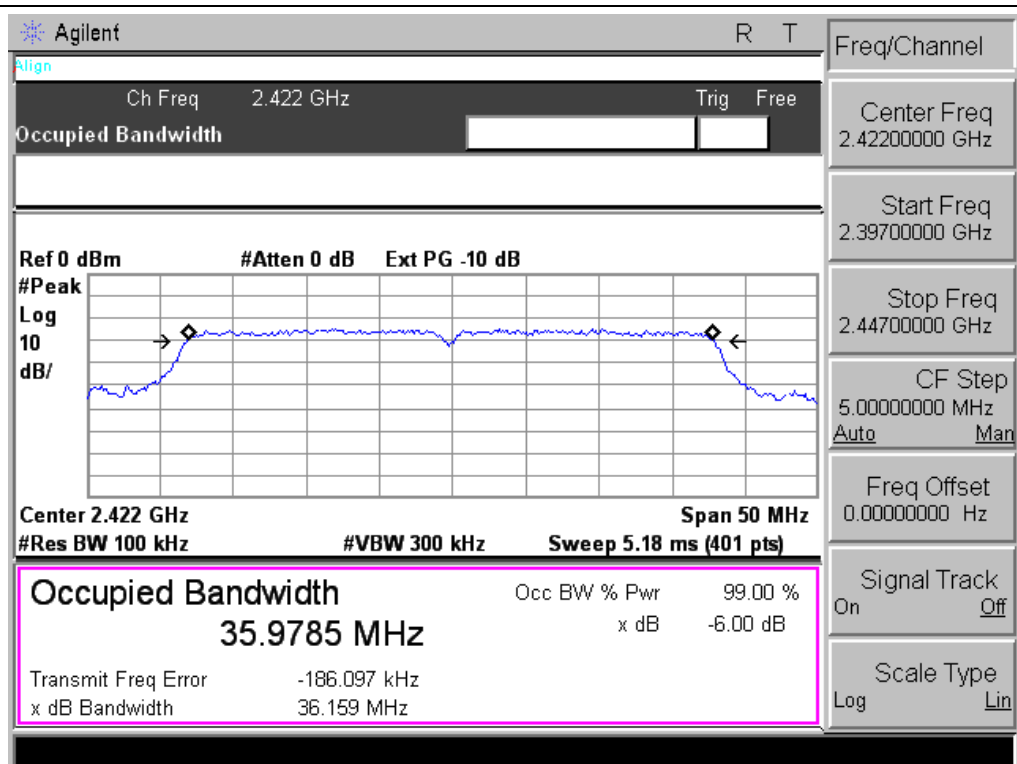 Agilent R T
Align
Ch Freq 2.422 GHz Trig Free
Occupied Bandwidth
Ref 0 dBm #Atten 0 dB Ext PG -10 dB
#Peak
Log
10
dB/
Center 2.422 GHz Span 50 MHz
#Res BW 100 kHz #VBW 300 kHz Sweep 5.18 ms (401 pts)
Occupied Bandwidth
35.9785 MHz
Occ BW % Pwr 99.00 %
x dB -6.00 dB
Transmit Freq Error -186.097 kHz
x dB Bandwidth 36.159 MHz
Freq/Channel
Center Freq
2.42200000 GHz
Start Freq
2.39700000 GHz
Stop Freq
2.44700000 GHz
CF Step
5.00000000 MHz
Auto Man
Freq Offset
0.00000000 Hz
Signal Track
On Off
Scale Type
Log Lin